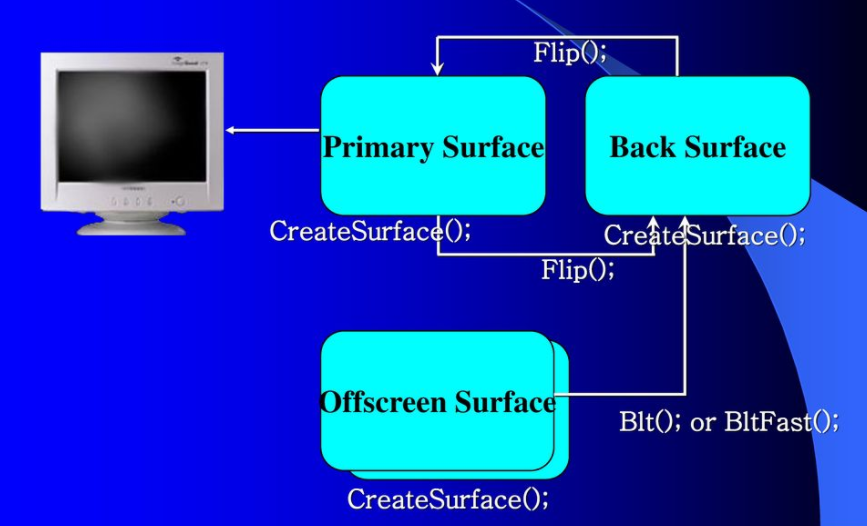 Flip();
Primary Surface
Back Surface
CreateSurface();
CreateSurface();
Flip();
Offscreen Surface
Blt(); or BltFast();
CreateSurface();